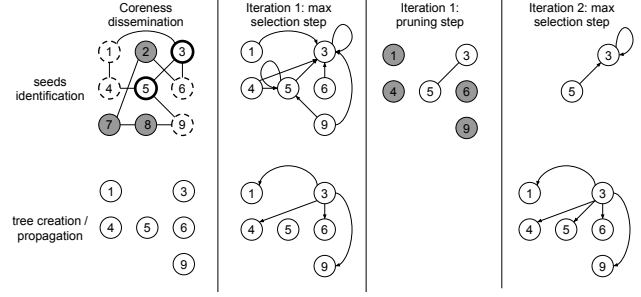 Coreness
dissemination
Iteration 1: max
selection step
Iteration 1:
pruning step
Iteration 2: max
selection step
seeds
identification
1 2 3
4 5 6
7 8 9
1 3
4 5 6
9
1 3
4 5 6
9
3
5
tree creation /
propagation
1 3
4 5 6
9
1 3
4 5 6
9
1 3
4 5 6
9